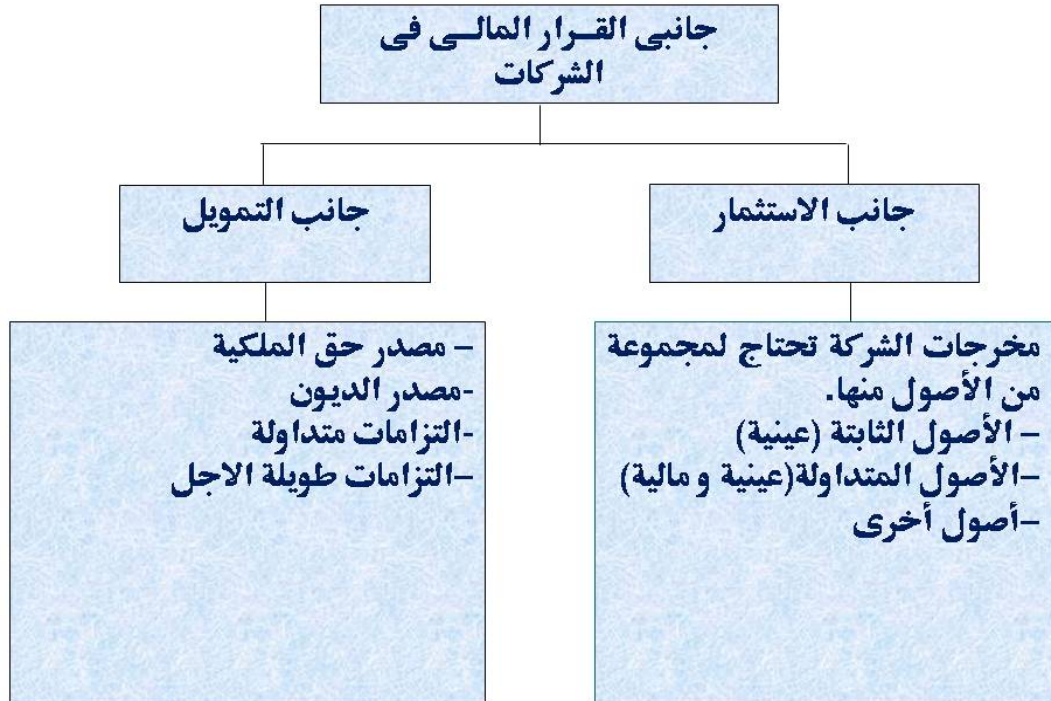 جانبى القــرار المالــى فى
الشركات
جانب الاستثمار
جانب التمويل
مخرجات الشركة تحتاج لمجموعة
من الأصول منها.
– الأصول الثابتة (عينية)
–الأصول المتداولة(عينية و مالية)
–أصول أخرى
– مصدر حق الملكية
-مصدر الديون
-التزامات متداولة
–التزامات طويلة الاجل